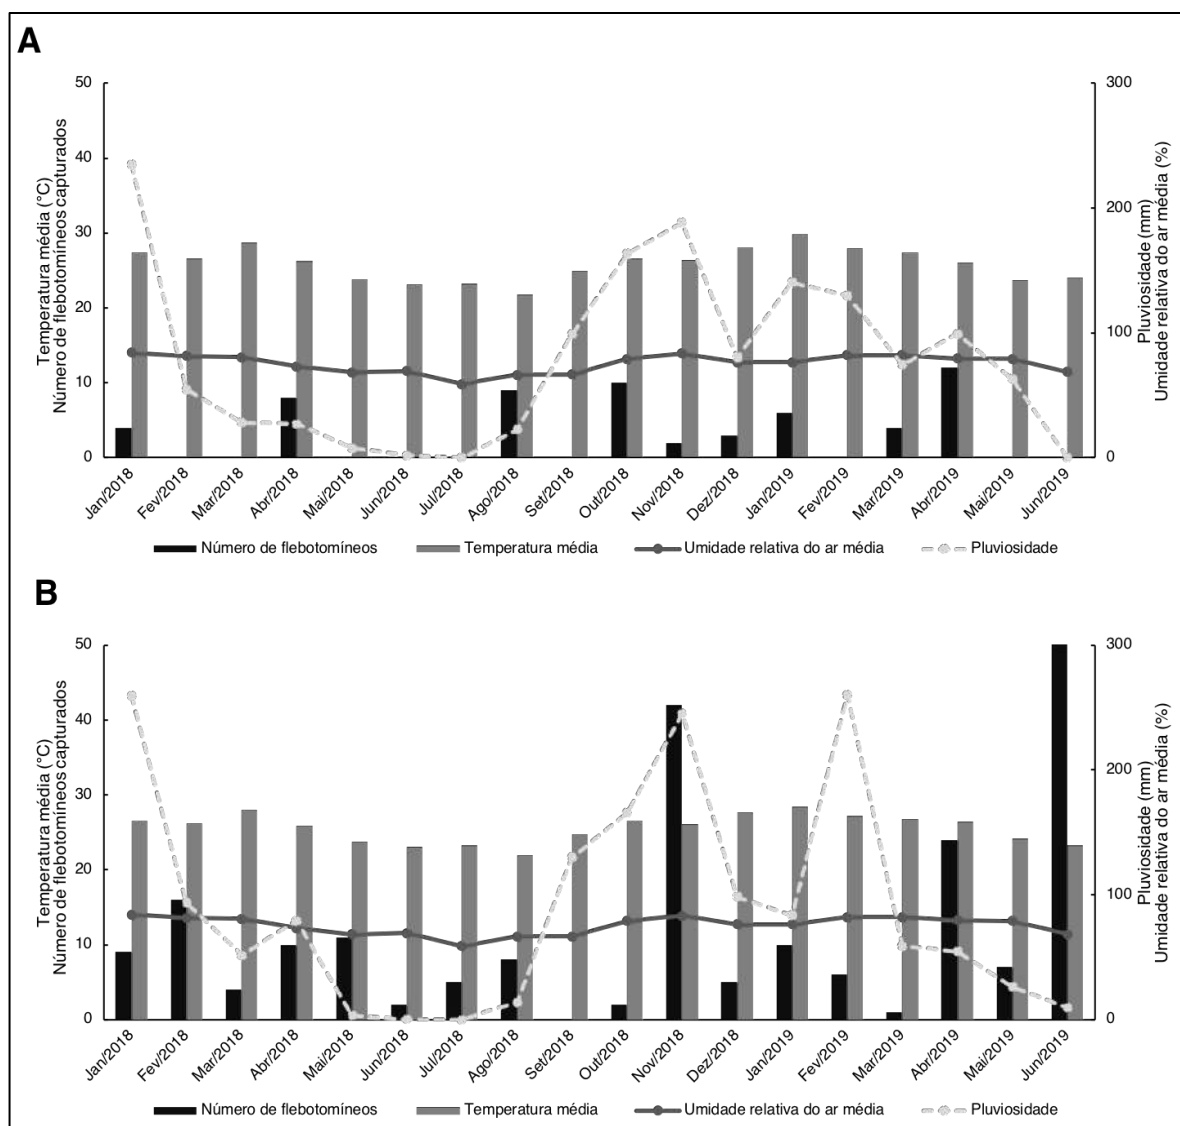 A
Temperatura média (°C)
Número de flebotomíneos capturados
50
40
30
20
10
0
300
200
100
0
Pluviosidade (mm)
Umidade relativa do ar média (%)
Jan/2018
Fev/2018
Mar/2018
Abr/2018
Mai/2018
Jun/2018
Jul/2018
Ago/2018
Set/2018
Out/2018
Nov/2018
Dez/2018
Jan/2019
Fev/2019
Mar/2019
Abr/2019
Mai/2019
Jun/2019
Número de flebotomíneos Temperatura média Umidade relativa do ar média Pluviosidade
B
Temperatura média (°C)
Número de flebotomíneos capturados
50
40
30
20
10
0
300
200
100
0
Pluviosidade (mm)
Umidade relativa do ar média (%)
Jan/2018
Fev/2018
Mar/2018
Abr/2018
Mai/2018
Jun/2018
Jul/2018
Ago/2018
Set/2018
Out/2018
Nov/2018
Dez/2018
Jan/2019
Fev/2019
Mar/2019
Abr/2019
Mai/2019
Jun/2019
Número de flebotomíneos Temperatura média Umidade relativa do ar média Pluviosidade